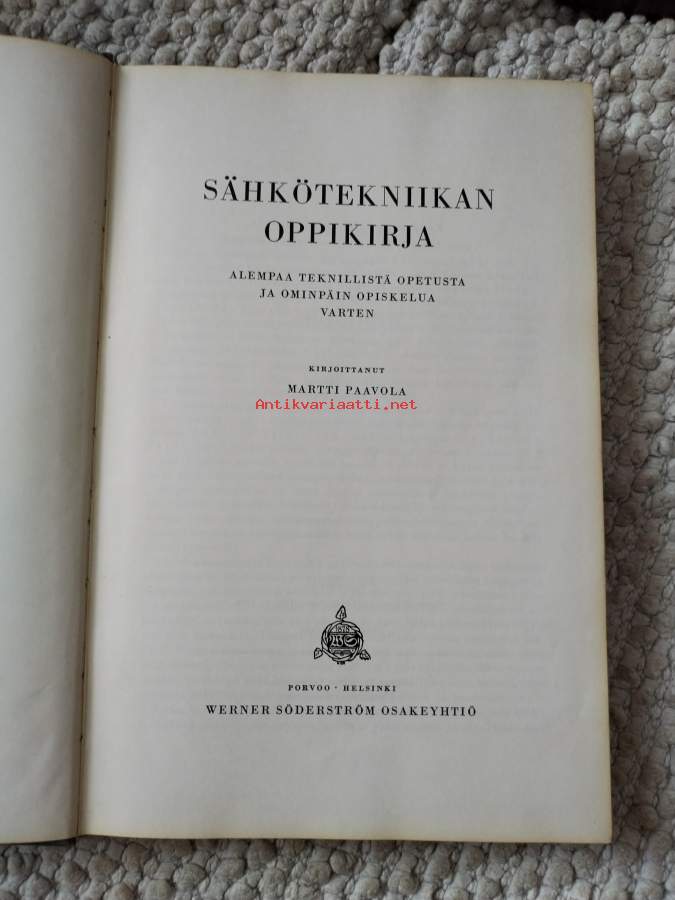 SÄHKÖTEKNIIKAN
OPPIKIRJA
ALEMPAA TEKNILLISTÄ OPETUSTA
JA OMINPÄIN OPISKELUA
VARTEN
KIRJOITTANUT
MARTTI PAAVOLA
Antikvariaatti.net
WS
PORVOO · HELSINKI
WERNER SÖDERSTRÖM OSAKEYHTIÖ